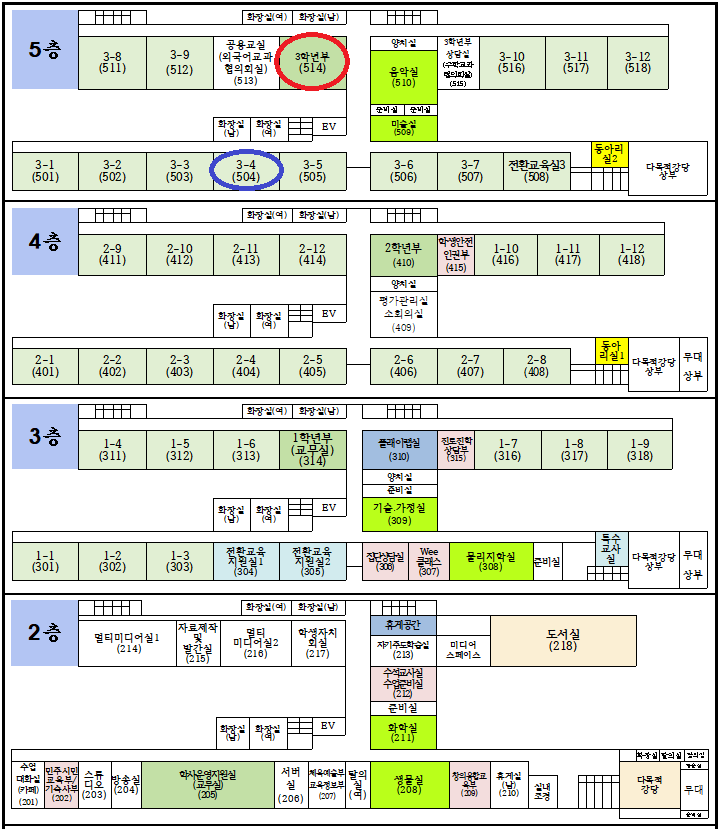 5층
화장실(여) 화장실(남)
3-8
(511)
3-9
(512)
공용교실
(외국어교과
협의회실)
(513)
3학년부
(514)
양치실
음악실
(510)
준비실 준비실
미술실
(509)
3학년부
상담실
(수학교과
협의회실)
(515)
3-10
(516)
3-11
(517)
3-12
(518)
화장실
(남)
화장실
(여)
EV
3-1
(501)
3-2
(502)
3-3
(503)
3-4
(504)
3-5
(505)
3-6
(506)
3-7
(507)
전환교육실3
(508)
동아리
실2
다목적강당
상부
4층
화장실(여) 화장실(남)
2-9
(411)
2-10
(412)
2-11
(413)
2-12
(414)
2학년부
(410)
양치실
평가관리실
소회의실
(409)
학생안전
인권부
(415)
1-10
(416)
1-11
(417)
1-12
(418)
화장실
(남)
화장실
(여)
EV
2-1
(401)
2-2
(402)
2-3
(403)
2-4
(404)
2-5
(405)
2-6
(406)
2-7
(407)
2-8
(408)
동아
리실1
다목적강당
상부
무대
상부
3층
화장실(여) 화장실(남)
1-4
(311)
1-5
(312)
1-6
(313)
1학년부
(교무실)
(314)
플레이랩실
(310)
양치실
준비실
기술.가정실
(309)
진로진학
상담부
(315)
1-7
(316)
1-8
(317)
1-9
(318)
화장실
(남)
화장실
(여)
EV
1-1
(301)
1-2
(302)
1-3
(303)
전환교육
지원실1
(304)
전환교육
지원실2
(305)
집단상담실
(306)
Wee
클래스
(307)
물리지학실
(308)
준비실
특수
교사
실
다목적강당
상부
무대
상부
2층
화장실(여) 화장실(남)
멀티미디어실1
(214)
자료제작
및
발간실
(215)
멀티
미디어실2
(216)
학생자치
회실
(217)
휴게공간
자기주도학습실
(213)
수석교사실
수업준비실
(212)
준비실
화학실
(211)
미디어
스페이스
도서실
(218)
화장실
(남)
화장실
(여)
EV
수업
대화실
(카페)
(201)
민주시민
교육부/
기숙사부
(202)
스튜
디오
(203)
방송실
(204)
학사운영지원실
(교무실)
(205)
서버
실
(206)
체육예술부
교육정보부
(207)
탈의
실
(여)
생물실
(208)
창의융합교
육부
(209)
휴게실
(남)
(210)
실내
조경
화장실 탈의실
다목적
강당
무대